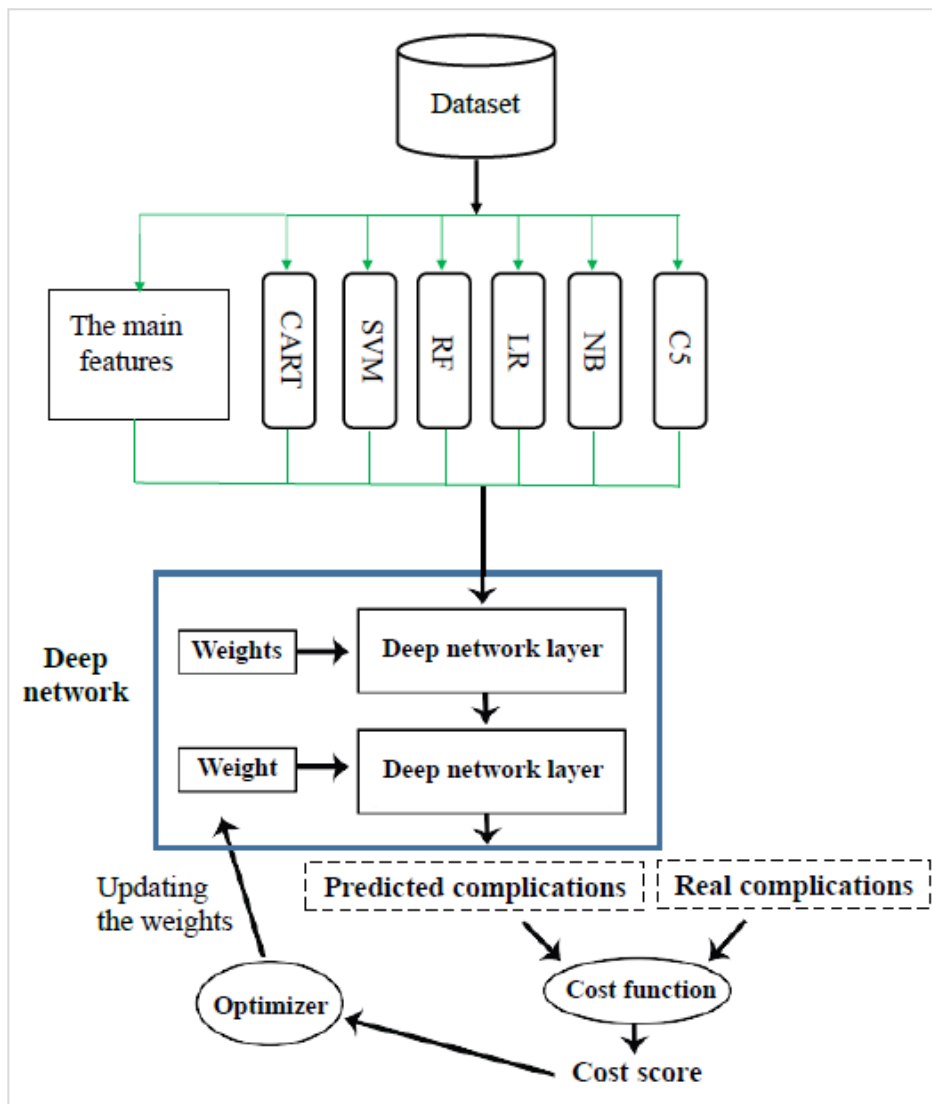 Dataset
The main
features
CART
SVM
RF
LR
NB
C5
Deep
network
Weights
Deep network layer
Weight
Deep network layer
Updating
the weights
Predicted complications
Real complications
Optimizer
Cost function
Cost score